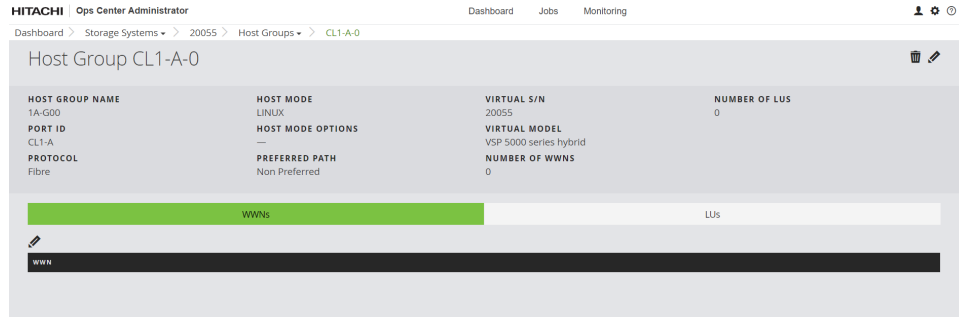 HITACHI Ops Center Administrator Dashboard Jobs Monitoring
Dashboard Storage Systems 20055 Host Groups CL1-A-0
Host Group CL1-A-0
HOST GROUP NAME HOST MODE VIRTUAL S/N NUMBER OF LUS
1A-G00 LINUX 20055 0
PORT ID HOST MODE OPTIONS VIRTUAL MODEL
CL1-A — VSP 5000 series hybrid
PROTOCOL PREFERRED PATH NUMBER OF WWNS
Fibre Non Preferred 0
WWNs LUs
WWN